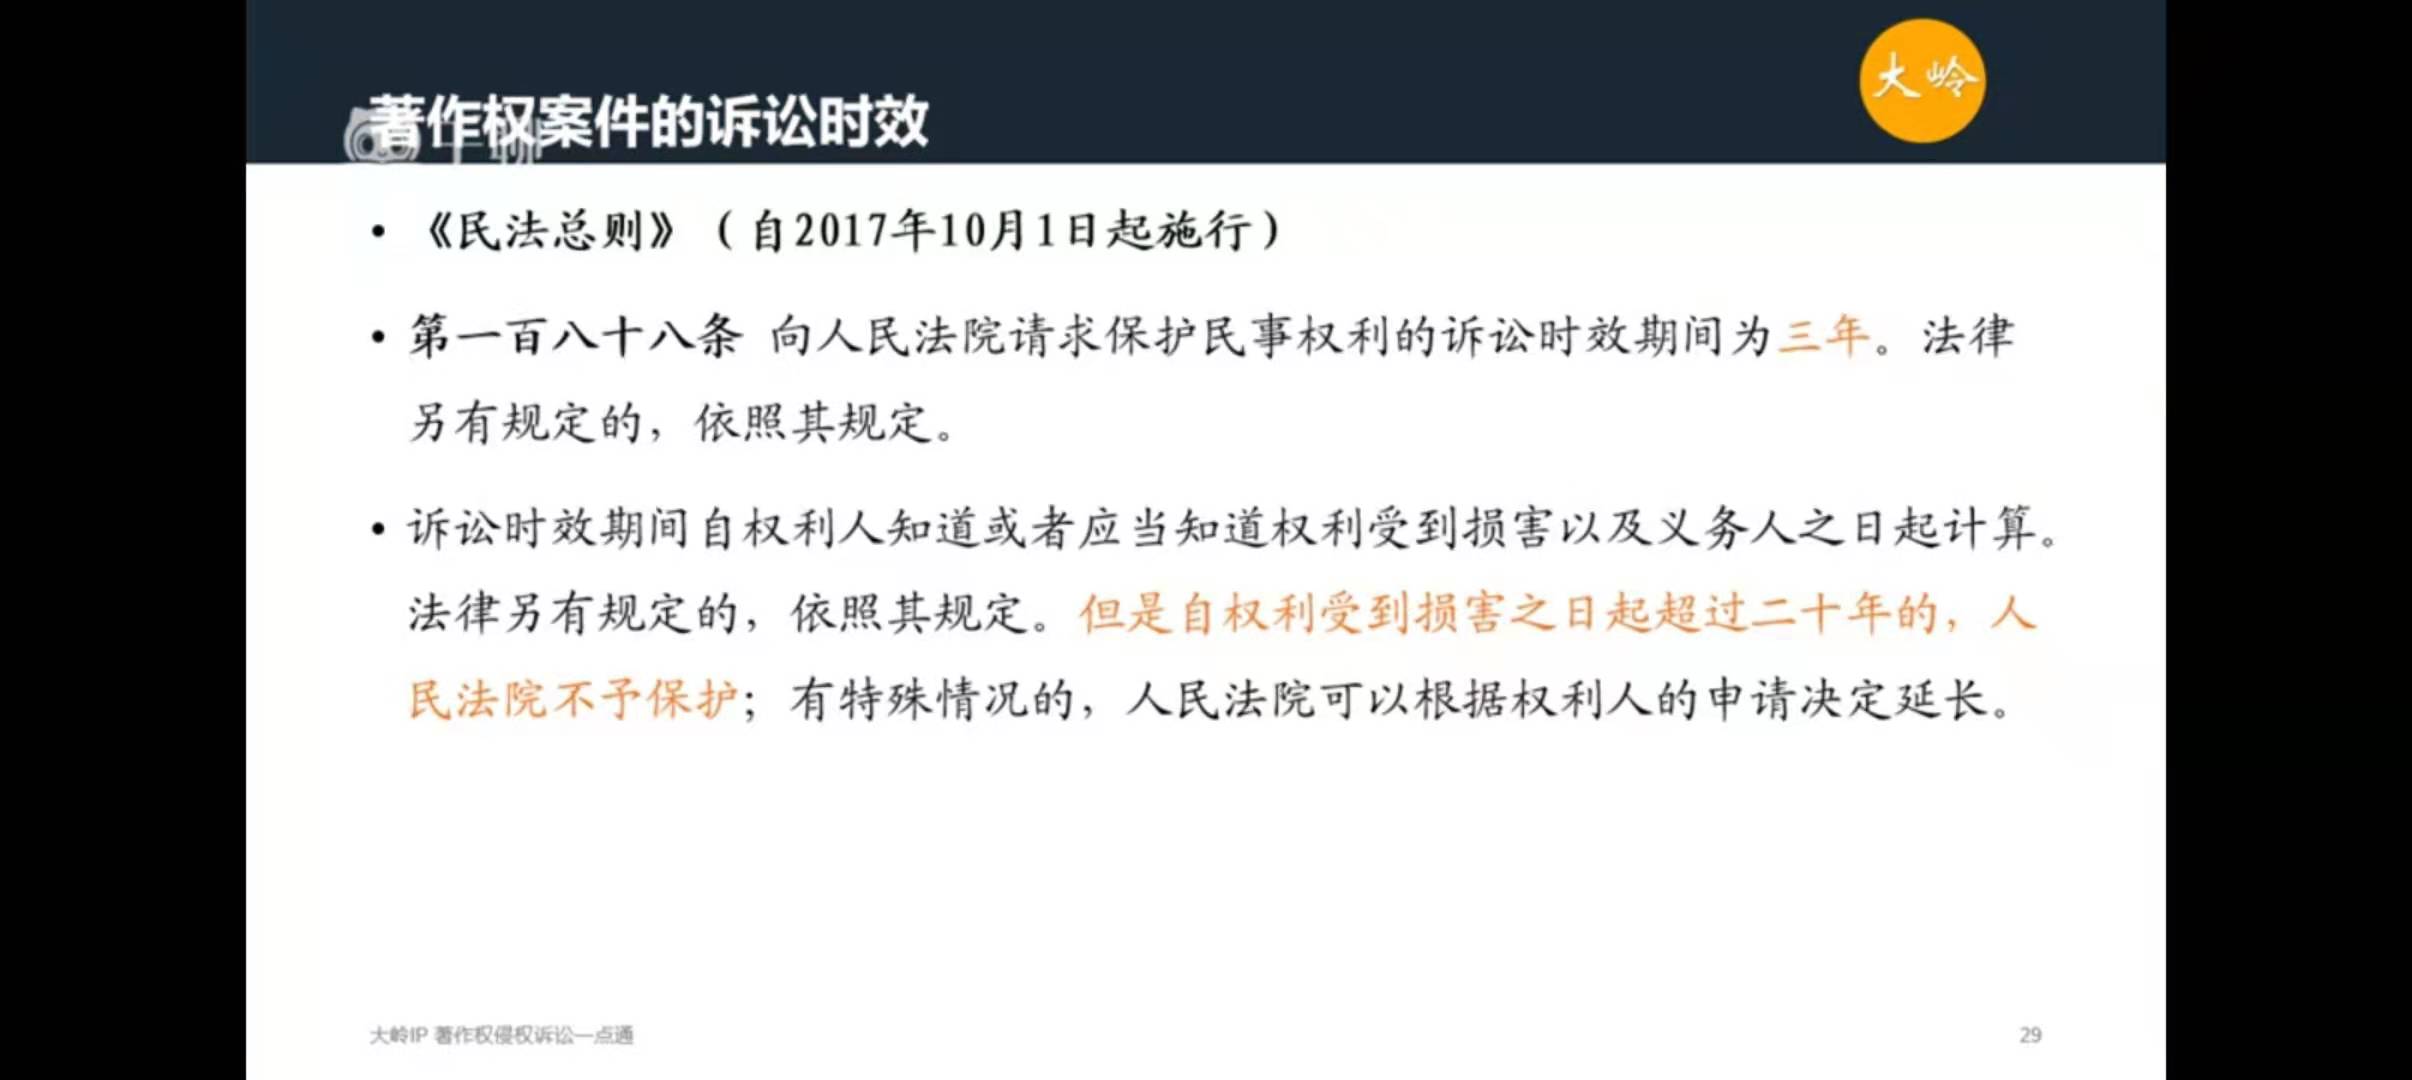 大岭
著作权案件的诉讼时效
• 《民法总则》（自2017年10月1日起施行）
• 第一百八十八条 向人民法院请求保护民事权利的诉讼时效期间为三年。法律
另有规定的，依照其规定。
• 诉讼时效期间自权利人知道或者应当知道权利受到损害以及义务人之日起计算。
法律另有规定的，依照其规定。但是自权利受到损害之日起超过二十年的，人
民法院不予保护；有特殊情况的，人民法院可以根据权利人的申请决定延长。
大岭IP 著作权侵权诉讼一点通
29